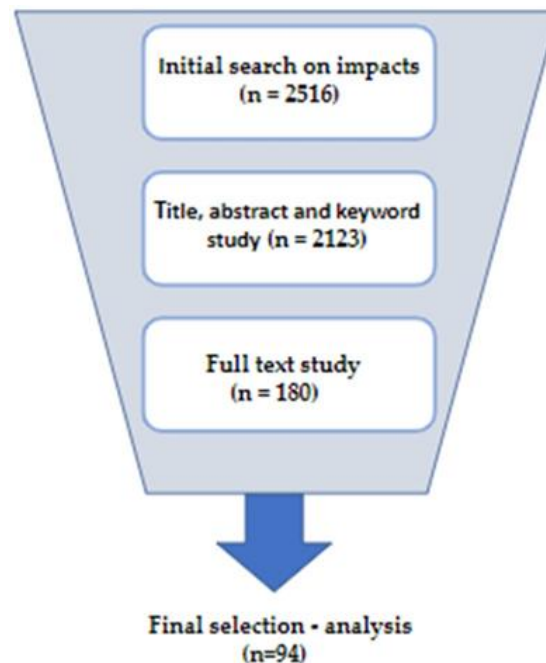 Initial search on impacts
(n = 2516)
Title, abstract and keyword
study (n = 2123)
Full text study
(n = 180)
Final selection - analysis
(n=94)